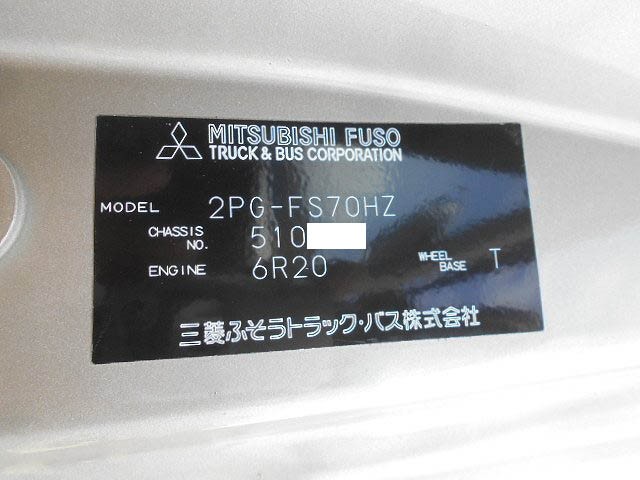 MITSUBISHI FUSO
TRUCK & BUS CORPORATION
MODEL 2PG-FS70HZ
CHASSIS NO. 510
ENGINE 6R20 WHEEL BASE T
三菱ふそうトラック・バス株式会社